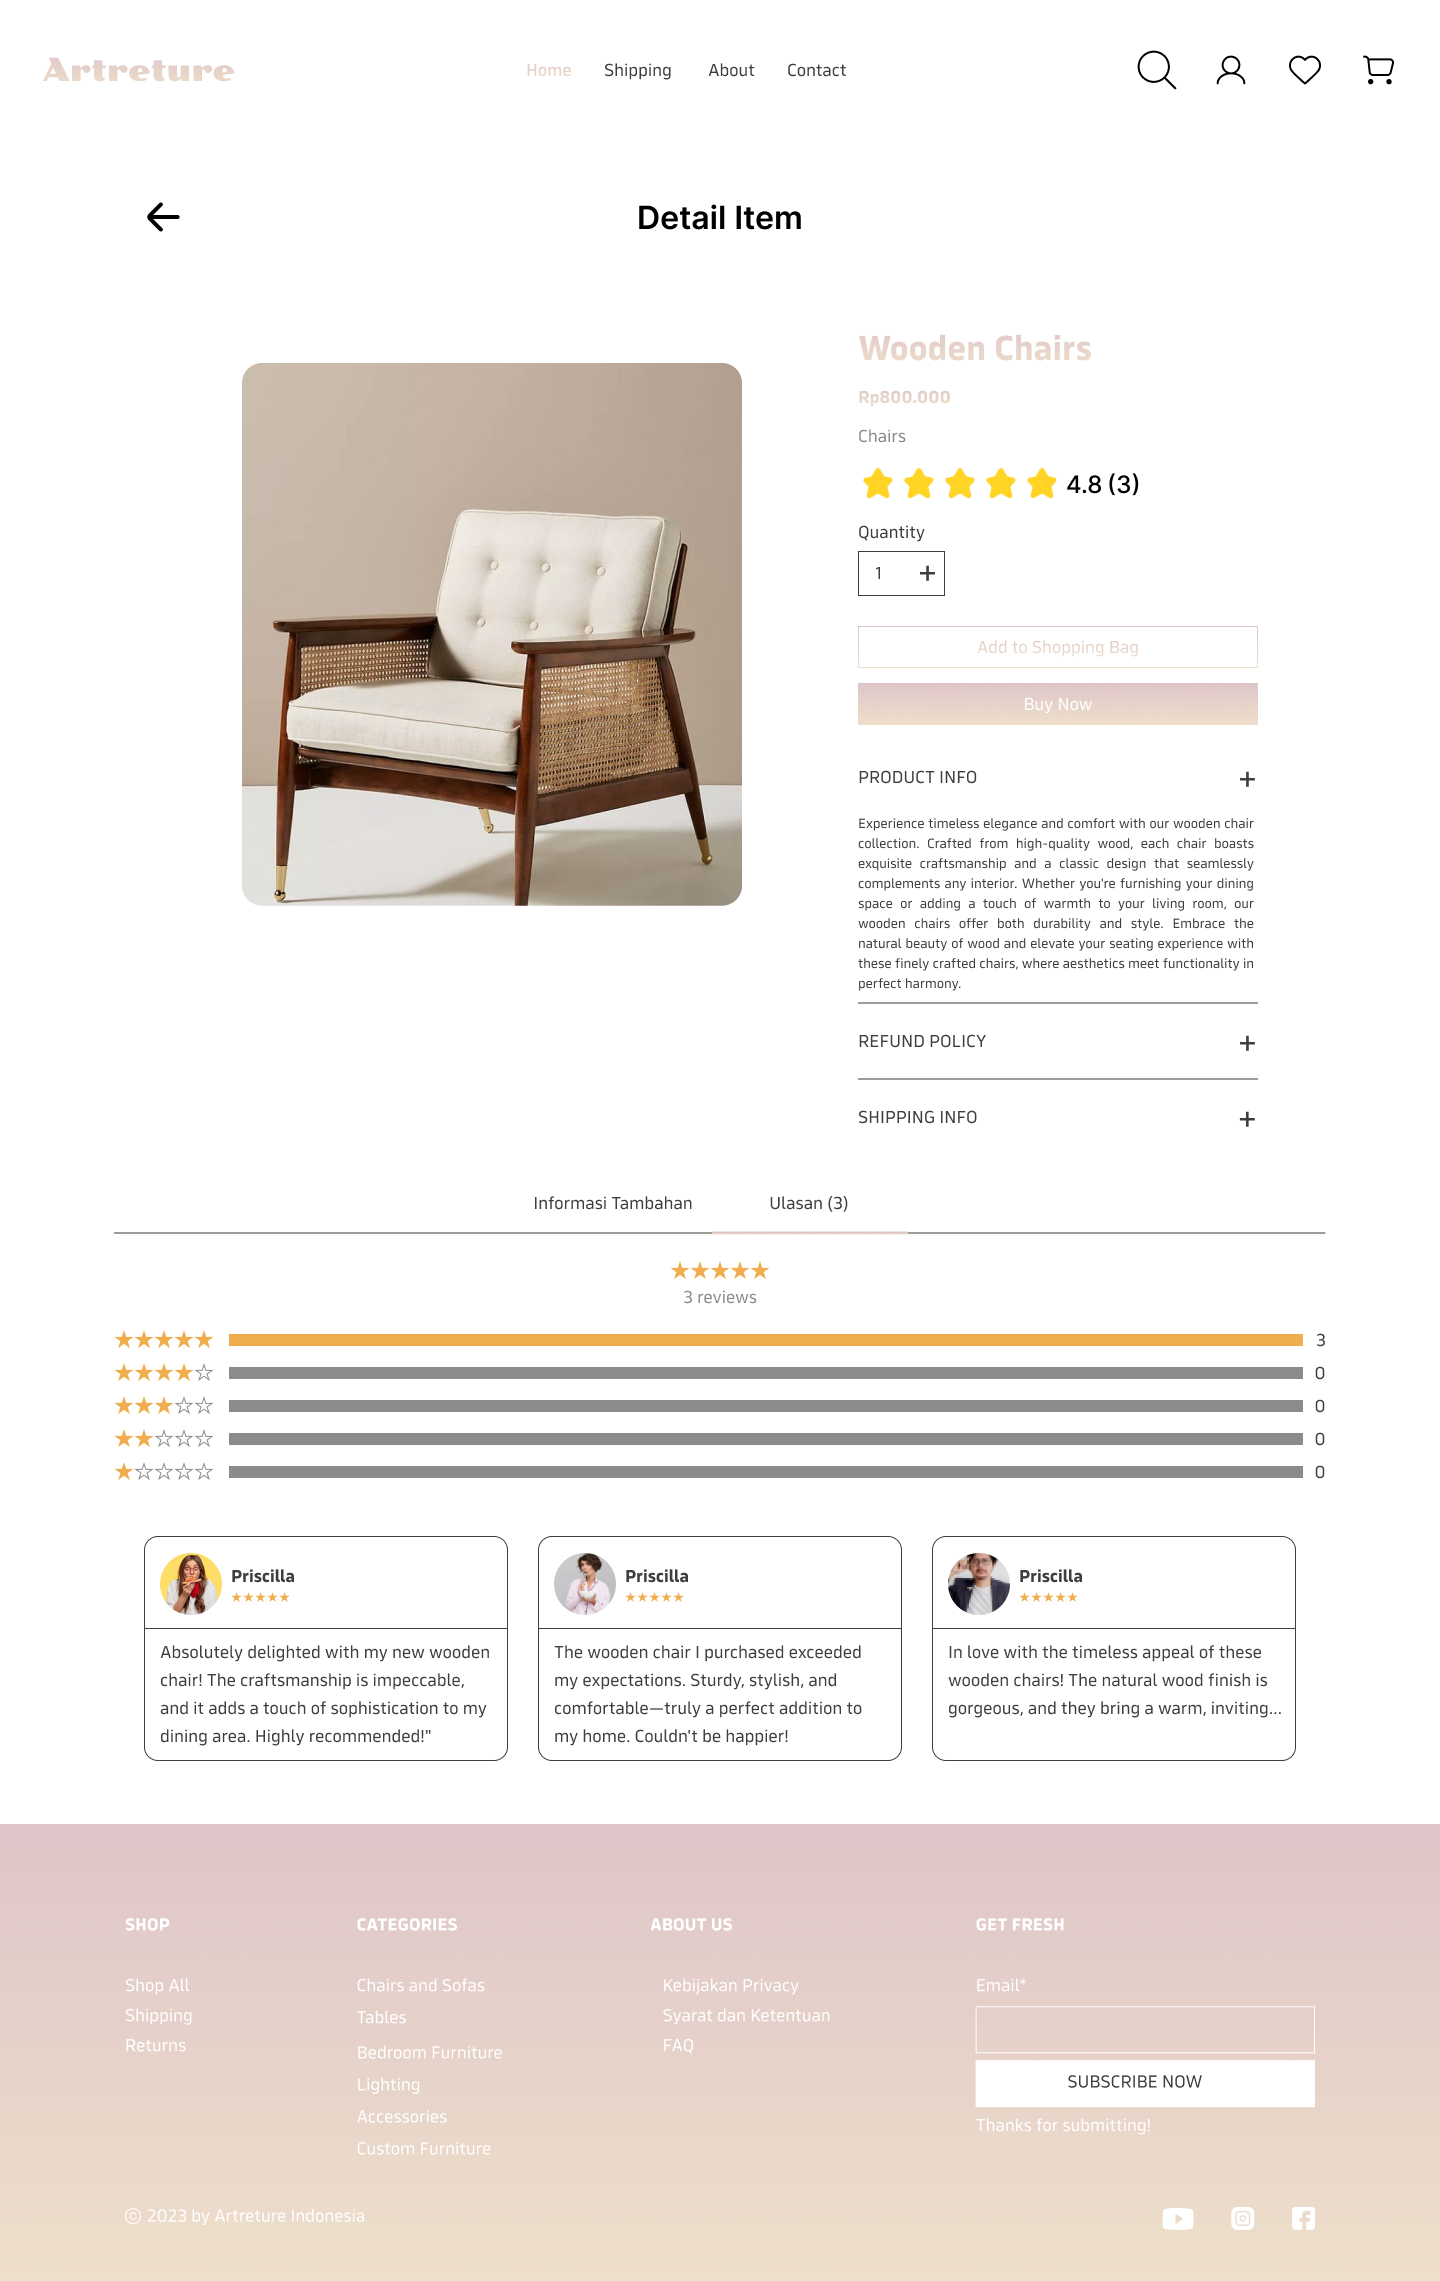 Artreture
Home Shipping About Contact
Detail Item
Wooden Chairs
Rp800.000
Chairs
4.8 (3)
Quantity
1 +
Add to Shopping Bag
Buy Now
PRODUCT INFO +
Experience timeless elegance and comfort with our wooden chair
collection. Crafted from high-quality wood, each chair boasts
exquisite craftsmanship and a classic design that seamlessly
complements any interior. Whether you're furnishing your dining
space or adding a touch of warmth to your living room, our
wooden chairs offer both durability and style. Embrace the
natural beauty of wood and elevate your seating experience with
these finely crafted chairs, where aesthetics meet functionality in
perfect harmony.
REFUND POLICY +
SHIPPING INFO +
Informasi Tambahan Ulasan (3)
3 reviews
3
0
0
0
0
Priscilla
Absolutely delighted with my new wooden
chair! The craftsmanship is impeccable,
and it adds a touch of sophistication to my
dining area. Highly recommended!"
Priscilla
The wooden chair I purchased exceeded
my expectations. Sturdy, stylish, and
comfortable—truly a perfect addition to
my home. Couldn't be happier!
Priscilla
In love with the timeless appeal of these
wooden chairs! The natural wood finish is
gorgeous, and they bring a warm, inviting...
SHOP
Shop All
Shipping
Returns
CATEGORIES
Chairs and Sofas
Tables
Bedroom Furniture
Lighting
Accessories
Custom Furniture
ABOUT US
Kebijakan Privacy
Syarat dan Ketentuan
FAQ
GET FRESH
Email*
SUBSCRIBE NOW
Thanks for submitting!
© 2023 by Artreture Indonesia